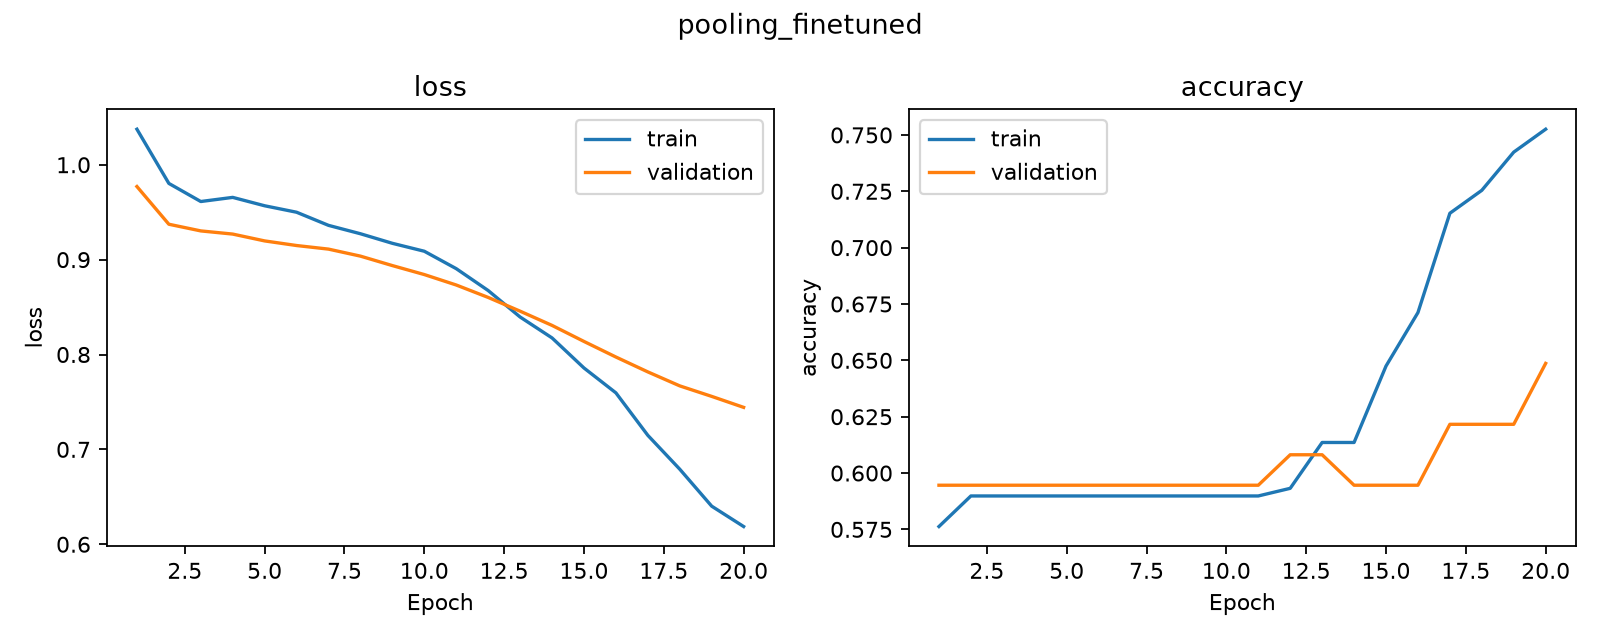 pooling_finetuned
loss
train
validation
1.0
0.9
0.8
0.7
0.6
loss
2.5 5.0 7.5 10.0 12.5 15.0 17.5 20.0
Epoch
accuracy
train
validation
0.750
0.725
0.700
0.675
0.650
0.625
0.600
0.575
accuracy
2.5 5.0 7.5 10.0 12.5 15.0 17.5 20.0
Epoch